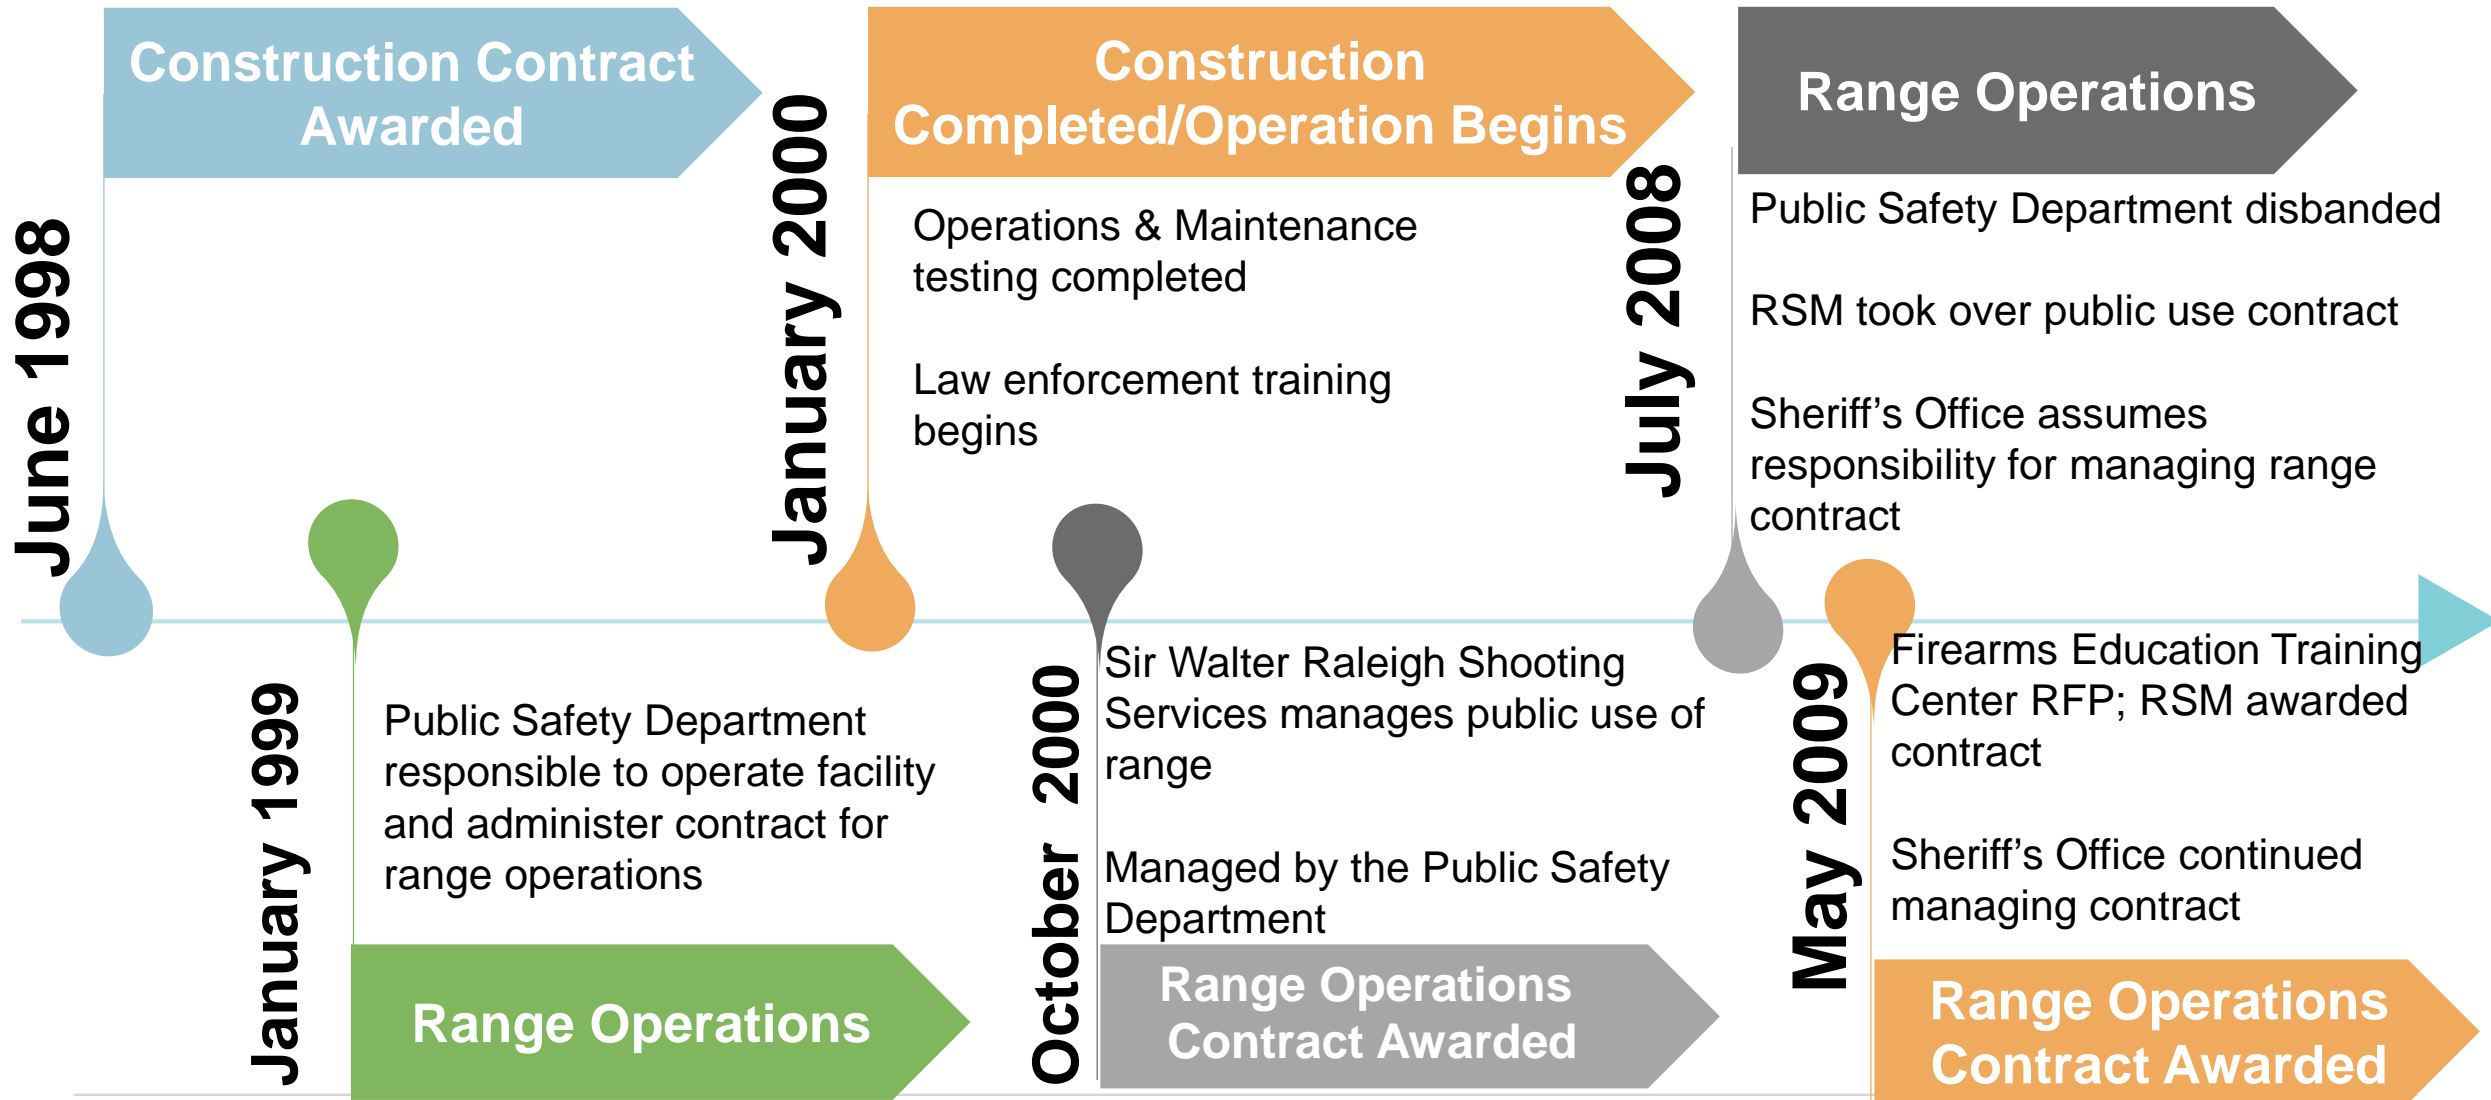 June 1998
Construction Contract
Awarded
January 1999
Public Safety Department
responsible to operate facility
and administer contract for
range operations
Range Operations
January 2000
Construction
Completed/Operation Begins
Operations & Maintenance
testing completed
Law enforcement training
begins
October 2000
Sir Walter Raleigh Shooting
Services manages public use of
range
Managed by the Public Safety
Department
Range Operations
Contract Awarded
July 2008
Range Operations
Public Safety Department disbanded
RSM took over public use contract
Sheriff’s Office assumes
responsibility for managing range
contract
May 2009
Firearms Education Training
Center RFP; RSM awarded
contract
Sheriff’s Office continued
managing contract
Range Operations
Contract Awarded